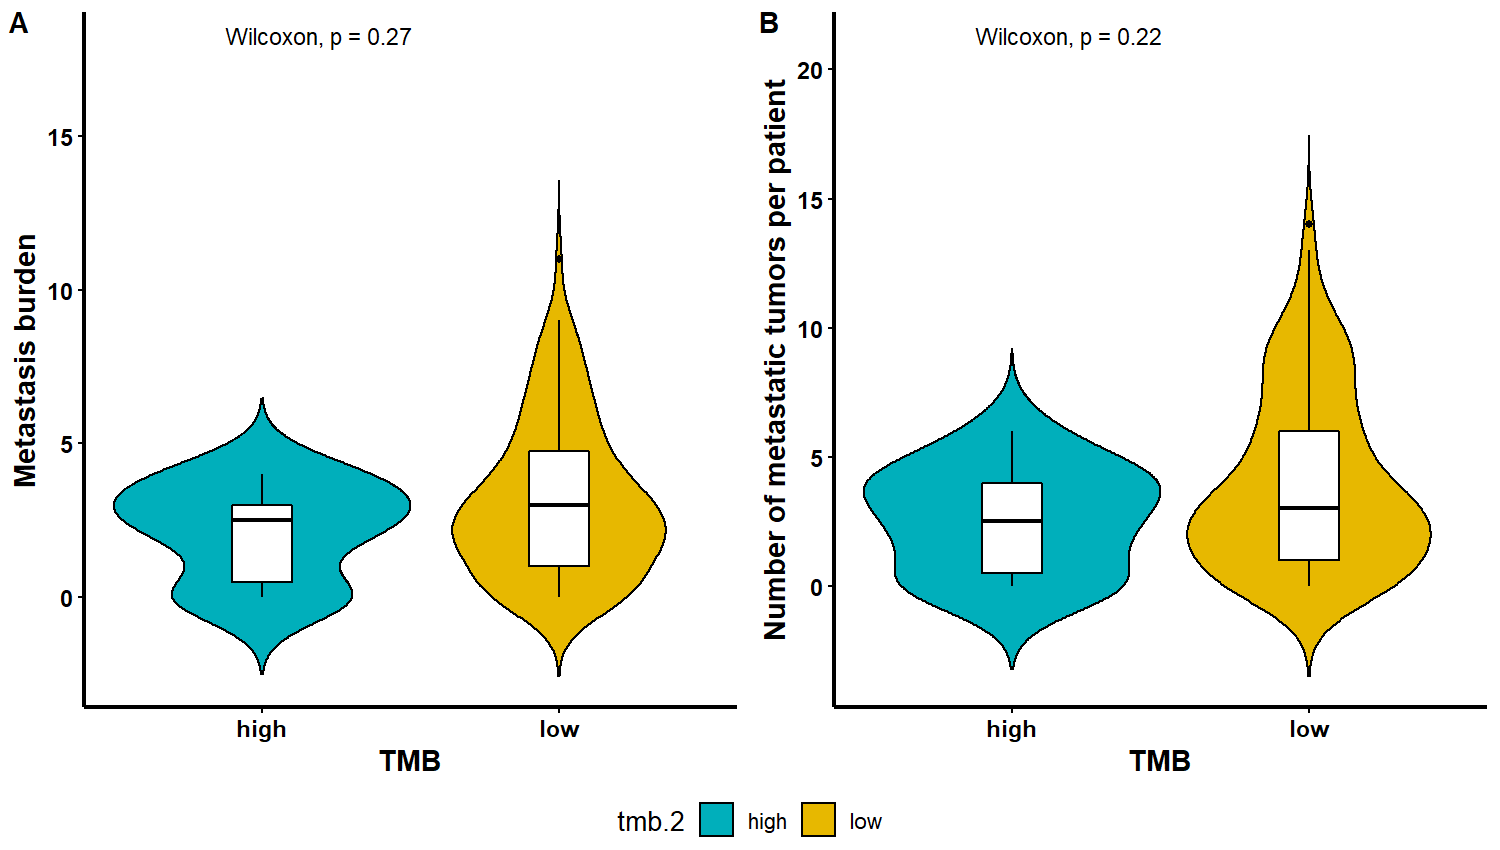 A
Wilcoxon, p = 0.27
Metastasis burden
15
10
5
0
high
low
TMB
B
Wilcoxon, p = 0.22
Number of metastatic tumors per patient
20
15
10
5
0
high
low
TMB
tmb.2 high low